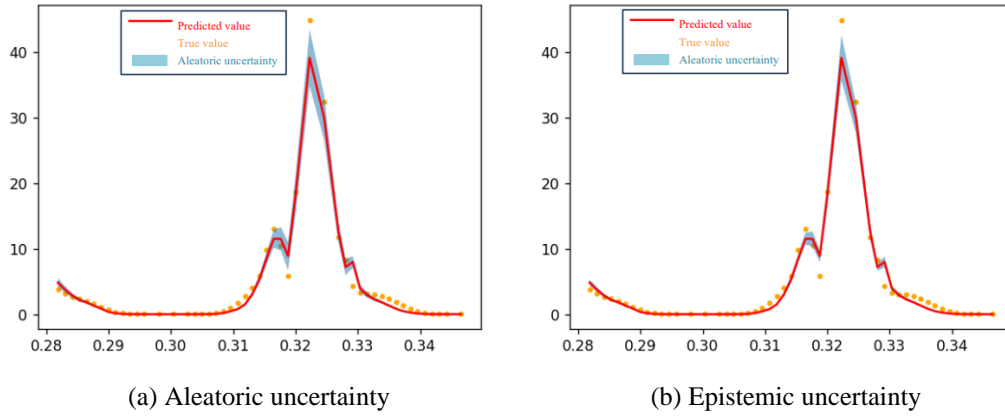 Predicted value
True value
Aleatoric uncertainty
40
30
20
10
0
0.28 0.29 0.30 0.31 0.32 0.33 0.34
(a) Aleatoric uncertainty
Predicted value
True value
Aleatoric uncertainty
40
30
20
10
0
0.28 0.29 0.30 0.31 0.32 0.33 0.34
(b) Epistemic uncertainty